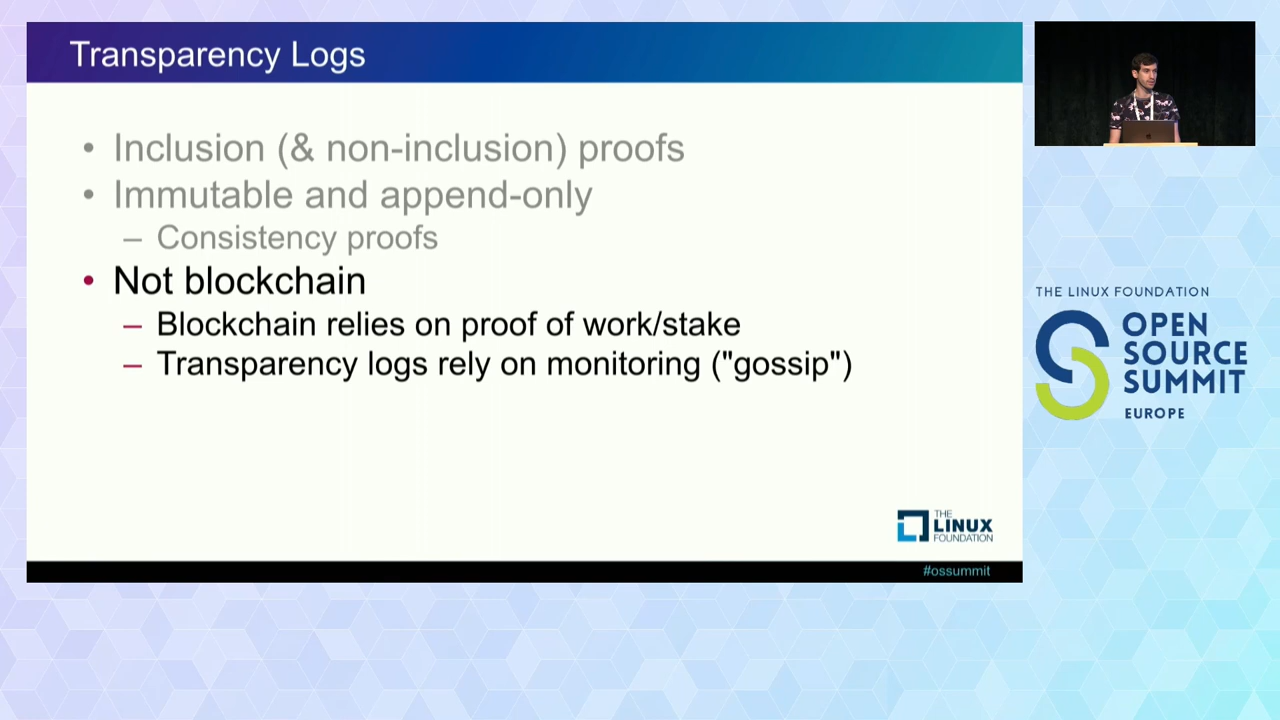 Transparency Logs
• Inclusion (& non-inclusion) proofs
• Immutable and append-only
– Consistency proofs
• Not blockchain
– Blockchain relies on proof of work/stake
– Transparency logs rely on monitoring ("gossip")
THE
LINUX
FOUNDATION
#ossummit
THE LINUX FOUNDATION
OPEN
SOURCE
SUMMIT
EUROPE